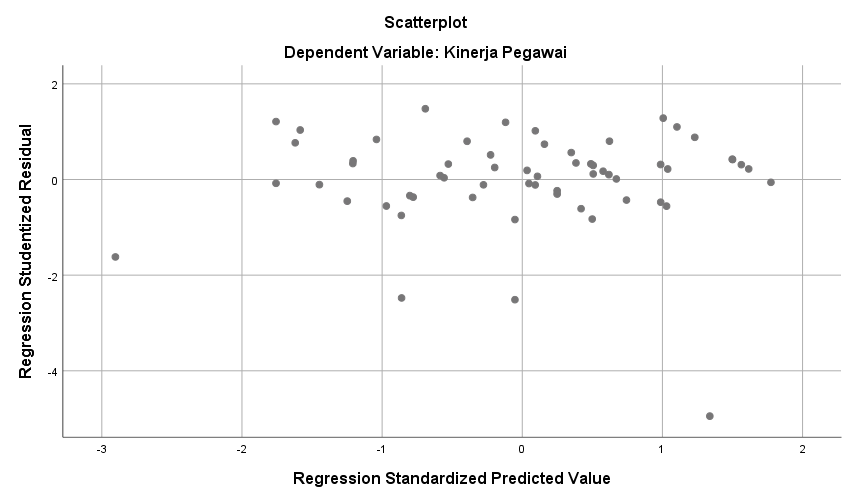 Scatterplot
Dependent Variable: Kinerja Pegawai
Regression Studentized Residual
2
0
-2
-4
-3
-2
-1
0
1
2
Regression Standardized Predicted Value